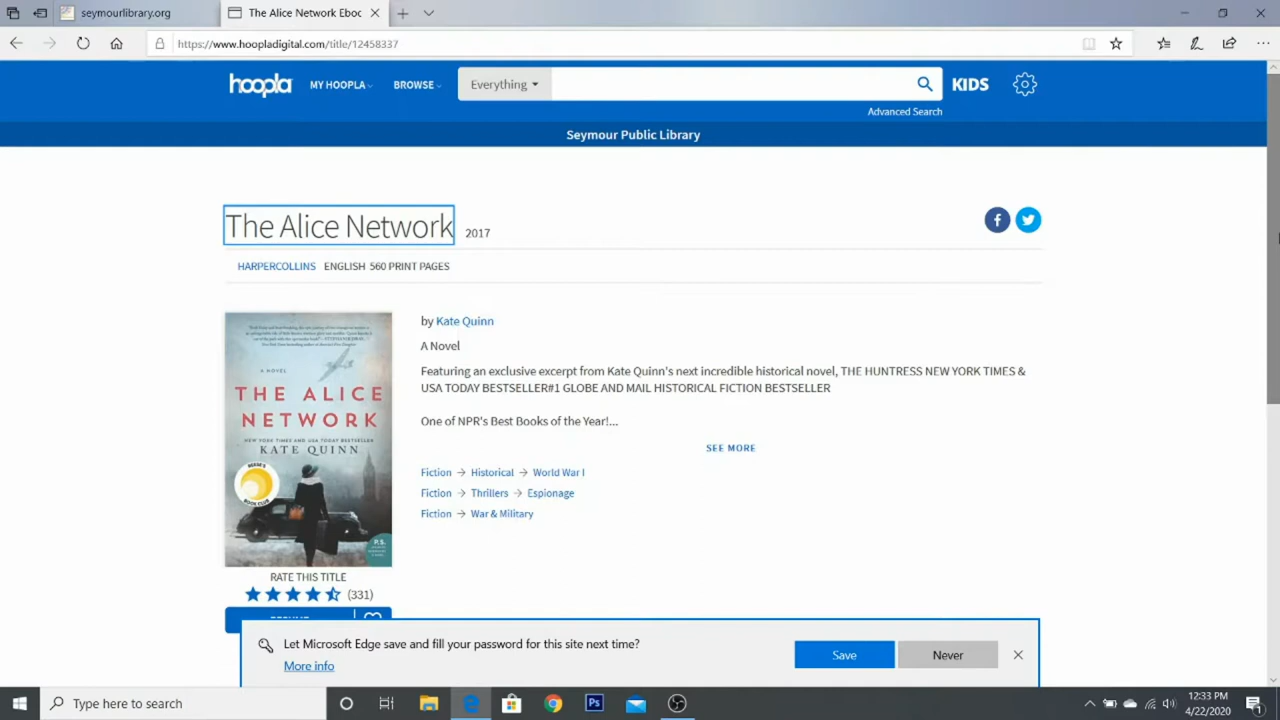 seymourlibrary.org
The Alice Network Eboc
https://www.hoopladigital.com/title/12458337
hoopla MY HOOPLA BROWSE Everything KIDS
Advanced Search
Seymour Public Library
The Alice Network 2017
HARPERCOLLINS ENGLISH 560 PRINT PAGES
by Kate Quinn
A Novel
Featuring an exclusive excerpt from Kate Quinn's next incredible historical novel, THE HUNTRESS NEW YORK TIMES &
USA TODAY BESTSELLER#1 GLOBE AND MAIL HISTORICAL FICTION BESTSELLER
One of NPR's Best Books of the Year!...
SEE MORE
Fiction → Historical → World War I
Fiction → Thrillers → Espionage
Fiction → War & Military
A NOVEL
THE ALICE
NETWORK
NEW YORK TIMES AND USA TODAY BESTSELLER
KATE QUINN
REESE'S
BOOK CLUB
P.S.
RATE THIS TITLE
(331)
Let Microsoft Edge save and fill your password for this site next time?
More info
Save
Never
Type here to search
Ps
12:33 PM
4/22/2020
1